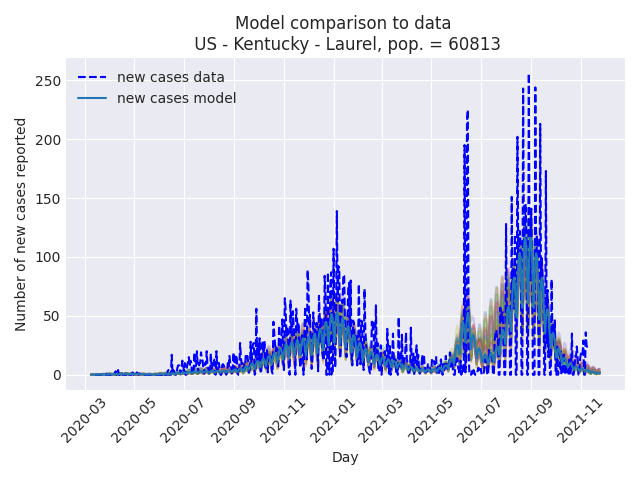 Model comparison to data
US - Kentucky - Laurel, pop. = 60813
new cases data
new cases model
Number of new cases reported
250
200
150
100
50
0
2020-03
2020-05
2020-07
2020-09
2020-11
2021-01
2021-03
2021-05
2021-07
2021-09
2021-11
Day